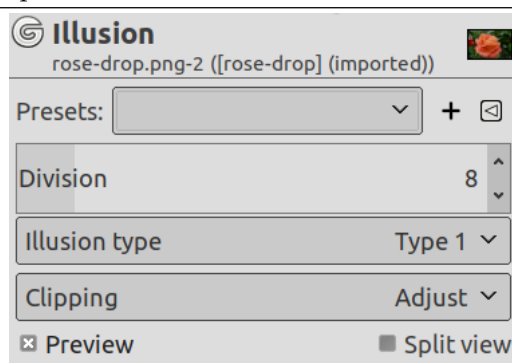 Illusion
rose-drop.png-2 ([rose-drop] (imported))
Presets:
Division 8
Illusion type Type 1
Clipping Adjust
Preview Split view